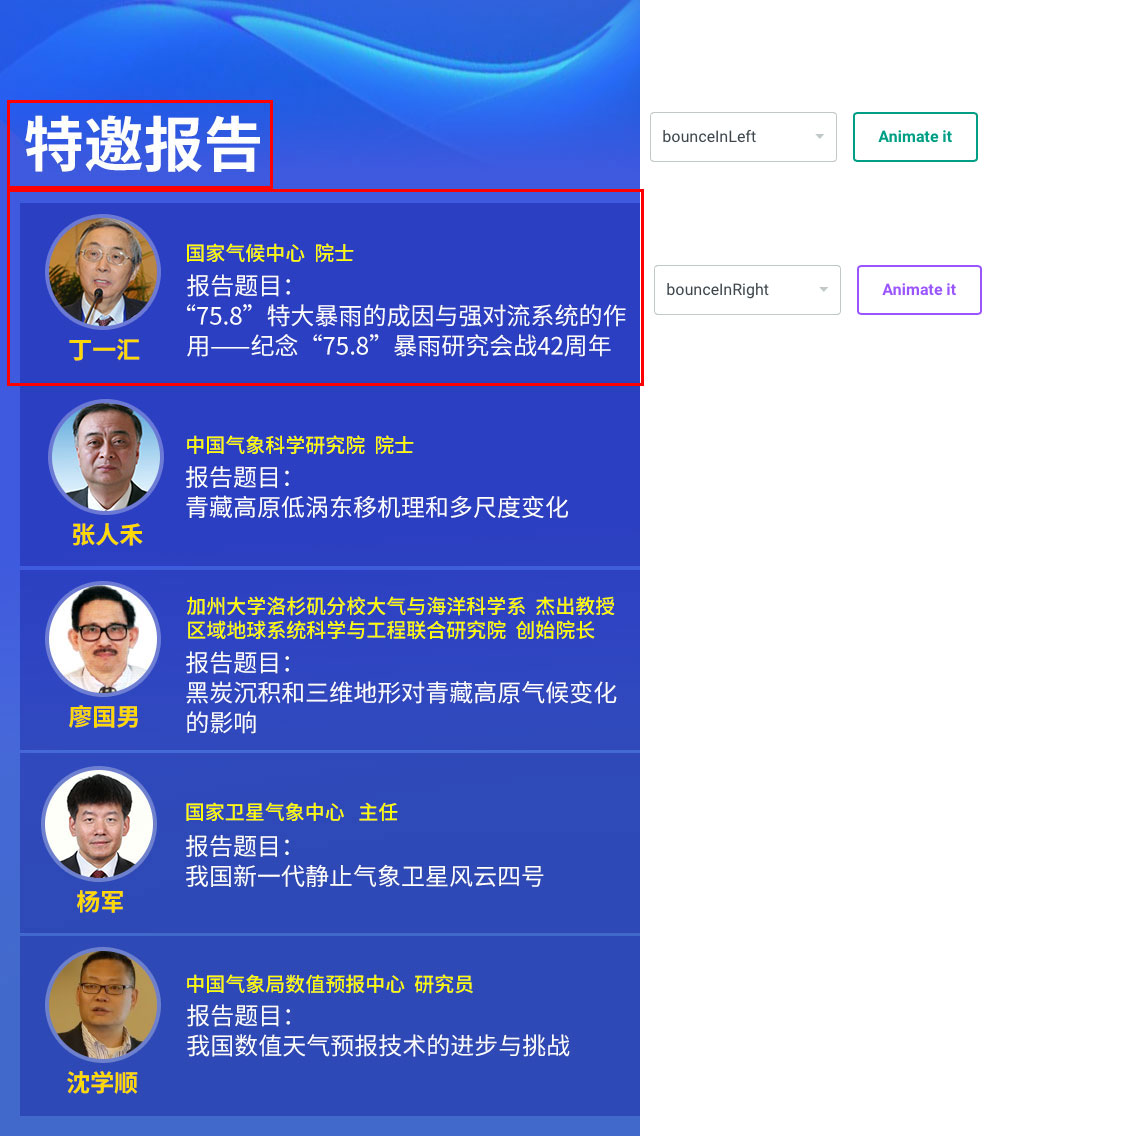 特邀报告
bounceInLeft
Animate it
国家气候中心 院士
报告题目：
“75.8”特大暴雨的成因与强对流系统的作
用——纪念“75.8”暴雨研究会战42周年
丁一汇
bounceInRight
Animate it
中国气象科学研究院 院士
报告题目：
青藏高原低涡东移机理和多尺度变化
张人禾
加州大学洛杉矶分校大气与海洋科学系 杰出教授
区域地球系统科学与工程联合研究院 创始院长
报告题目：
黑炭沉积和三维地形对青藏高原气候变化
的影响
廖国男
国家卫星气象中心 主任
报告题目：
我国新一代静止气象卫星风云四号
杨军
中国气象局数值预报中心 研究员
报告题目：
我国数值天气预报技术的进步与挑战
沈学顺